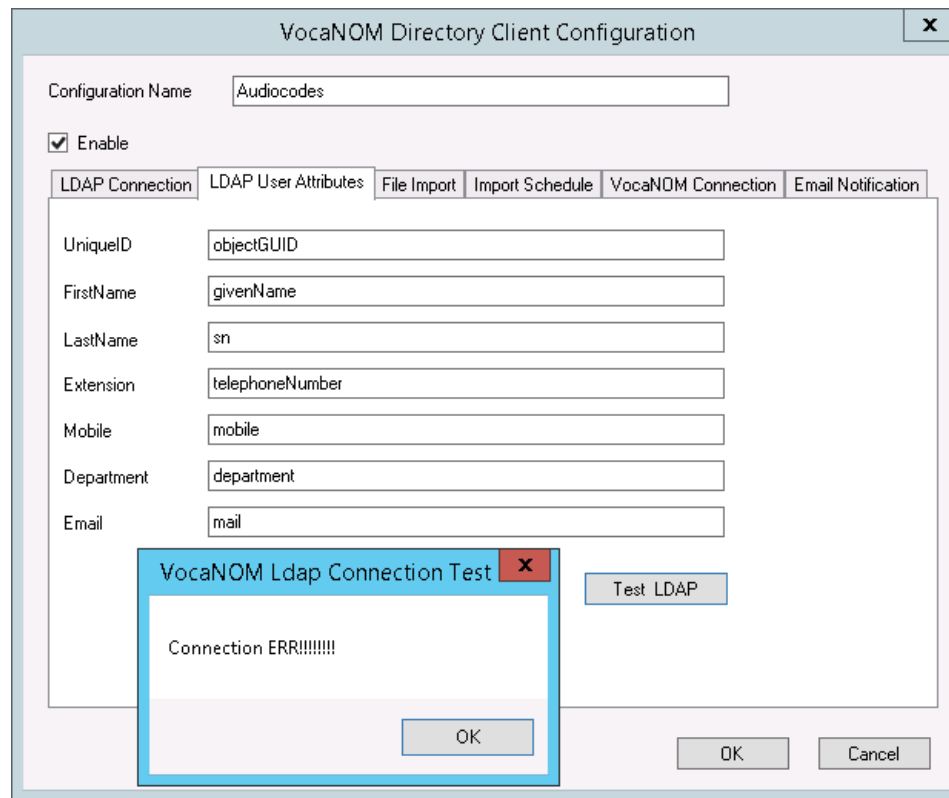 VocaNOM Directory Client Configuration
x
Configuration Name
Audiocodes
Enable
LDAP Connection
LDAP User Attributes
File Import
Import Schedule
VocaNOM Connection
Email Notification
UniqueID
objectGUID
FirstName
givenName
LastName
sn
Extension
telephoneNumber
Mobile
mobile
Department
department
Email
mail
VocaNOM Ldap Connection Test
x
Test LDAP
Connection ERR!!!!!!!!
OK
OK
Cancel